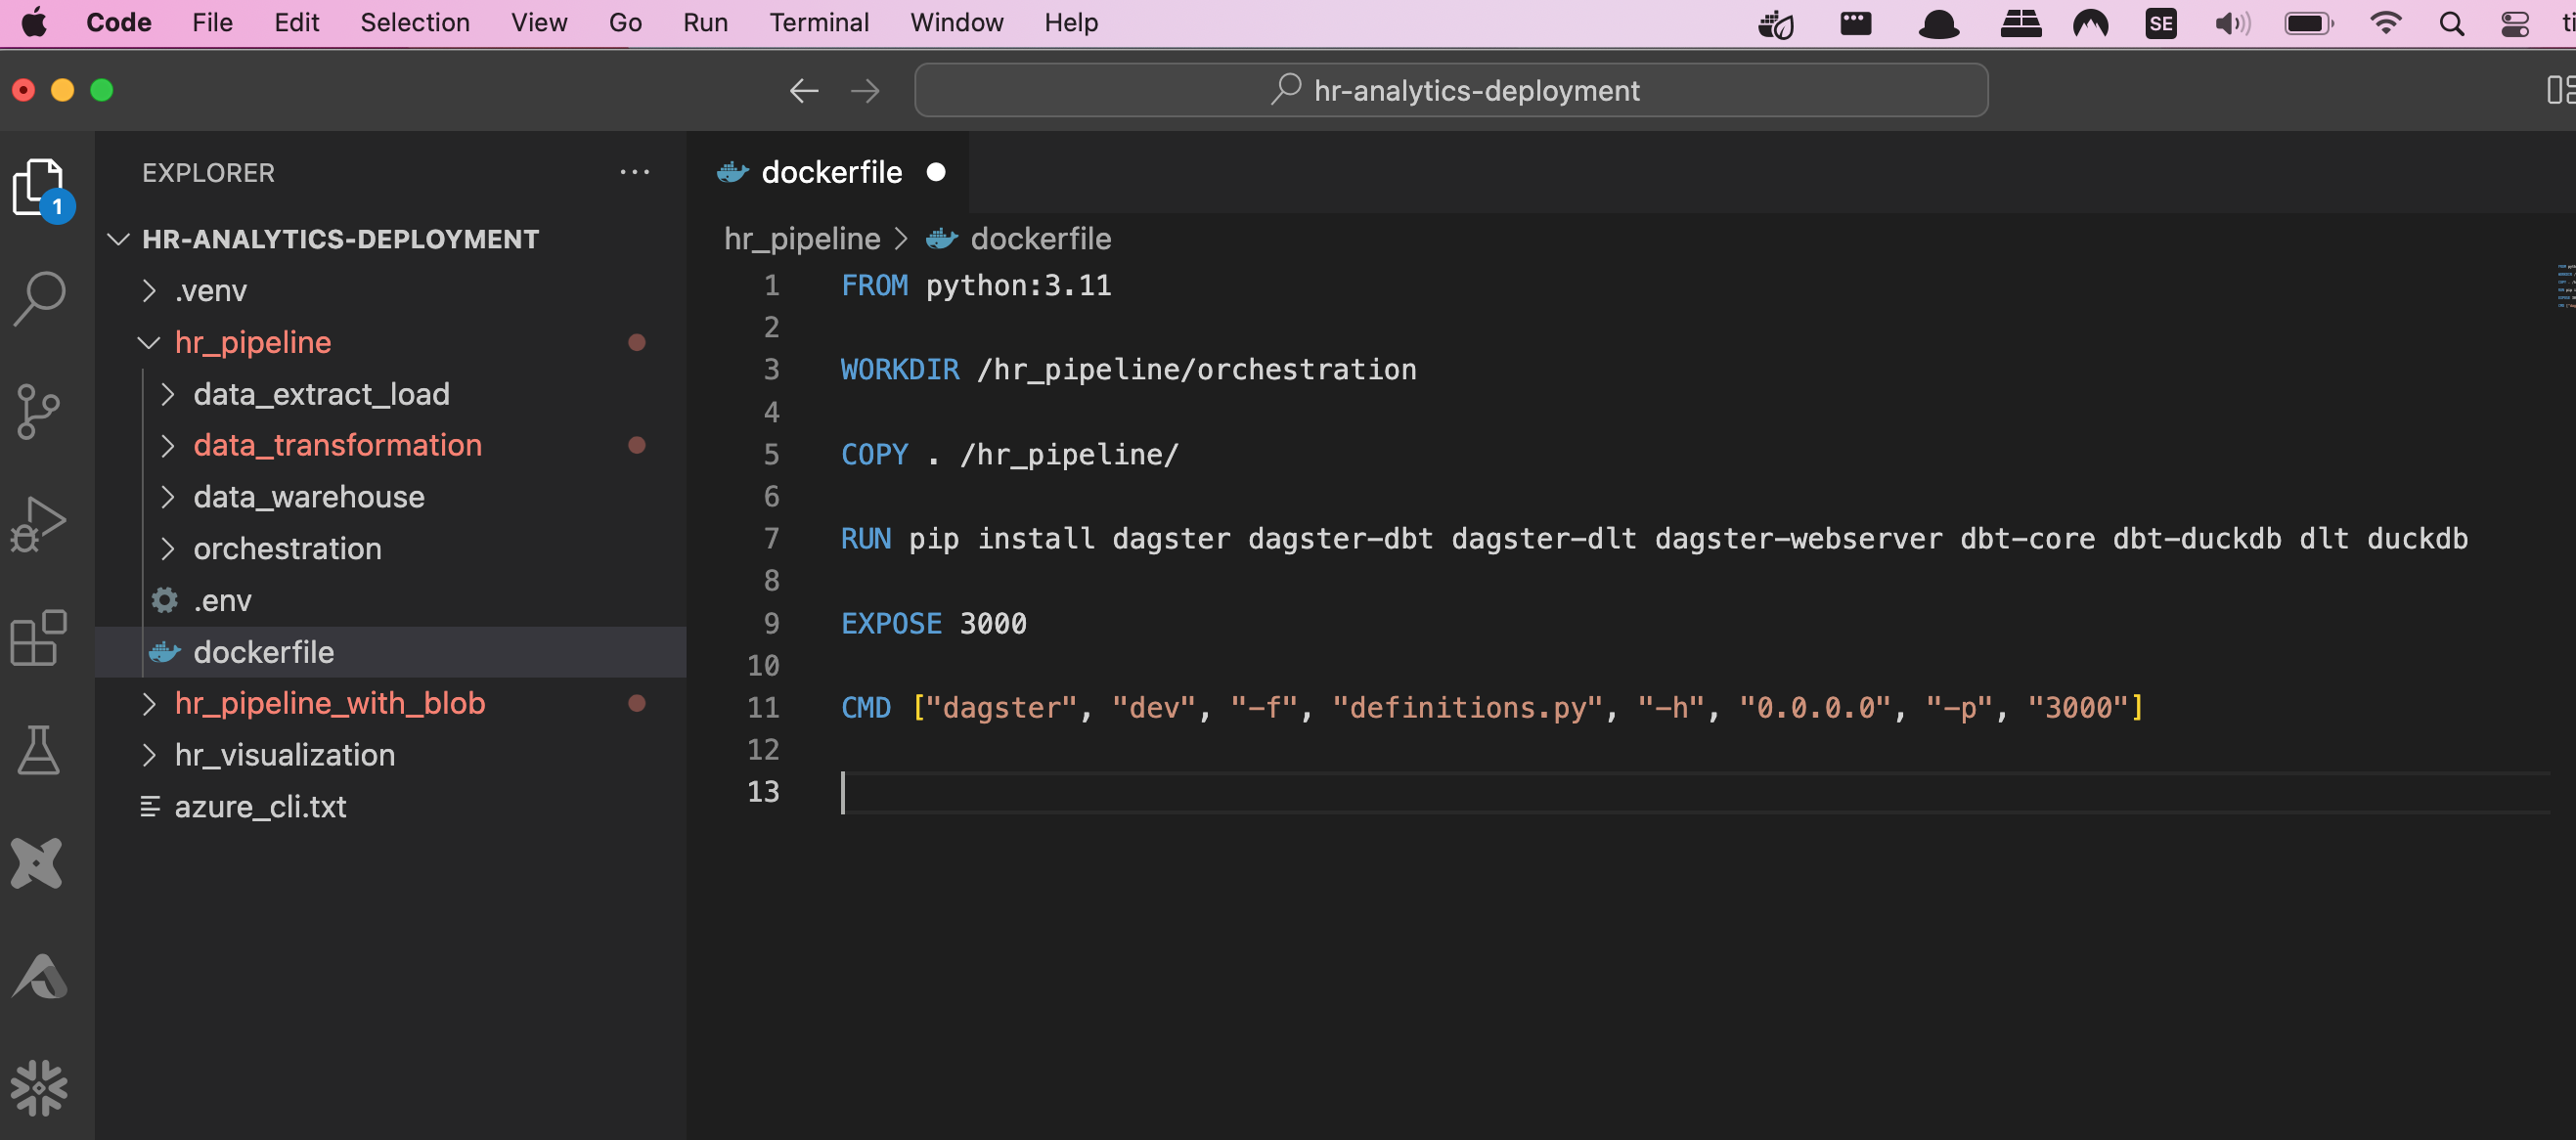 Code File Edit Selection View Go Run Terminal Window Help SE
hr-analytics-deployment
EXPLORER
1
HR-ANALYTICS-DEPLOYMENT
.venv
hr_pipeline
data_extract_load
data_transformation
data_warehouse
orchestration
.env
dockerfile
hr_pipeline_with_blob
hr_visualization
azure_cli.txt
dockerfile
hr_pipeline > dockerfile
1 FROM python:3.11
2
3 WORKDIR /hr_pipeline/orchestration
4
5 COPY . /hr_pipeline/
6
7 RUN pip install dagster dagster-dbt dagster-dlt dagster-webserver dbt-core dbt-duckdb dlt duckdb
8
9 EXPOSE 3000
10
11 CMD ["dagster", "dev", "-f", "definitions.py", "-h", "0.0.0.0", "-p", "3000"]
12
13